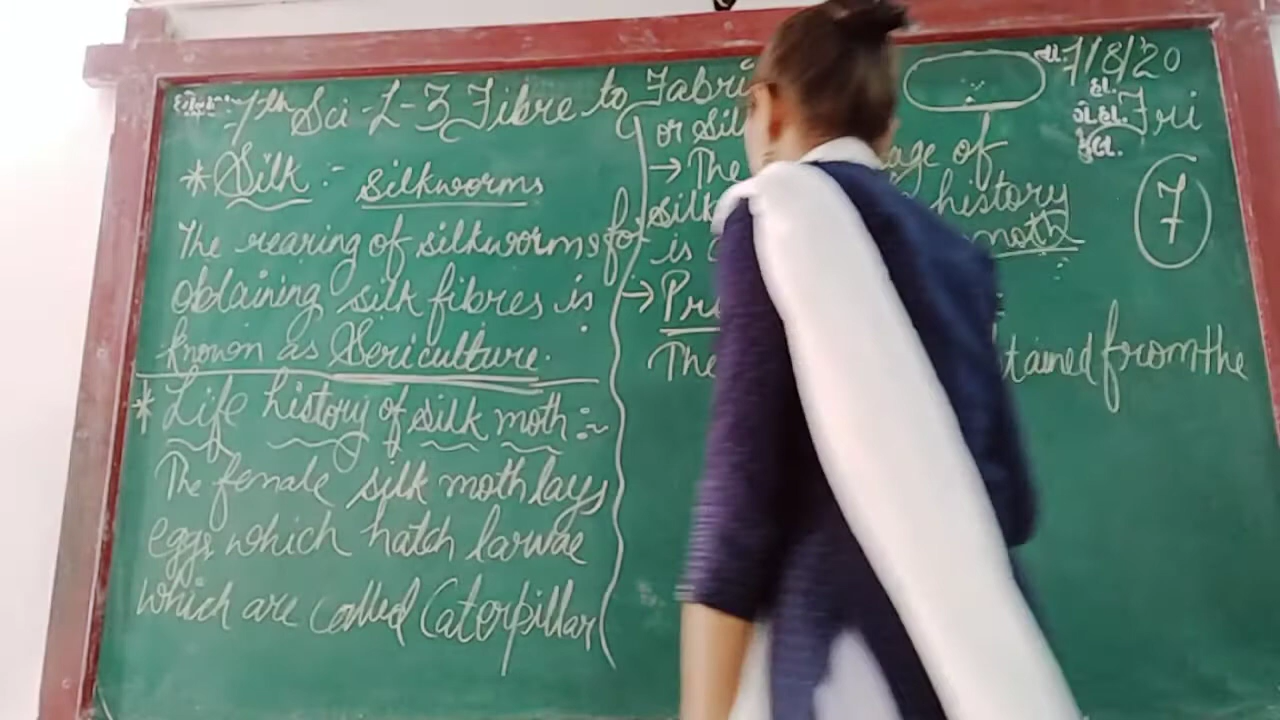 7th Sci-L-3 Fibre to Fabri
* Silk :- silkworms
The rearing of silkworms for
obtaining silk fibres is
known as Sericulture.
* Life history of silk moth :-
The female silk moth lays
eggs which hatch larvae
which are called Caterpillar
or Sil
→ The age of
silk history
is moth
→ Pr
The tained from the
તા. 7/8/20
હા.
ગે.હા. Fri
કુલ.
7